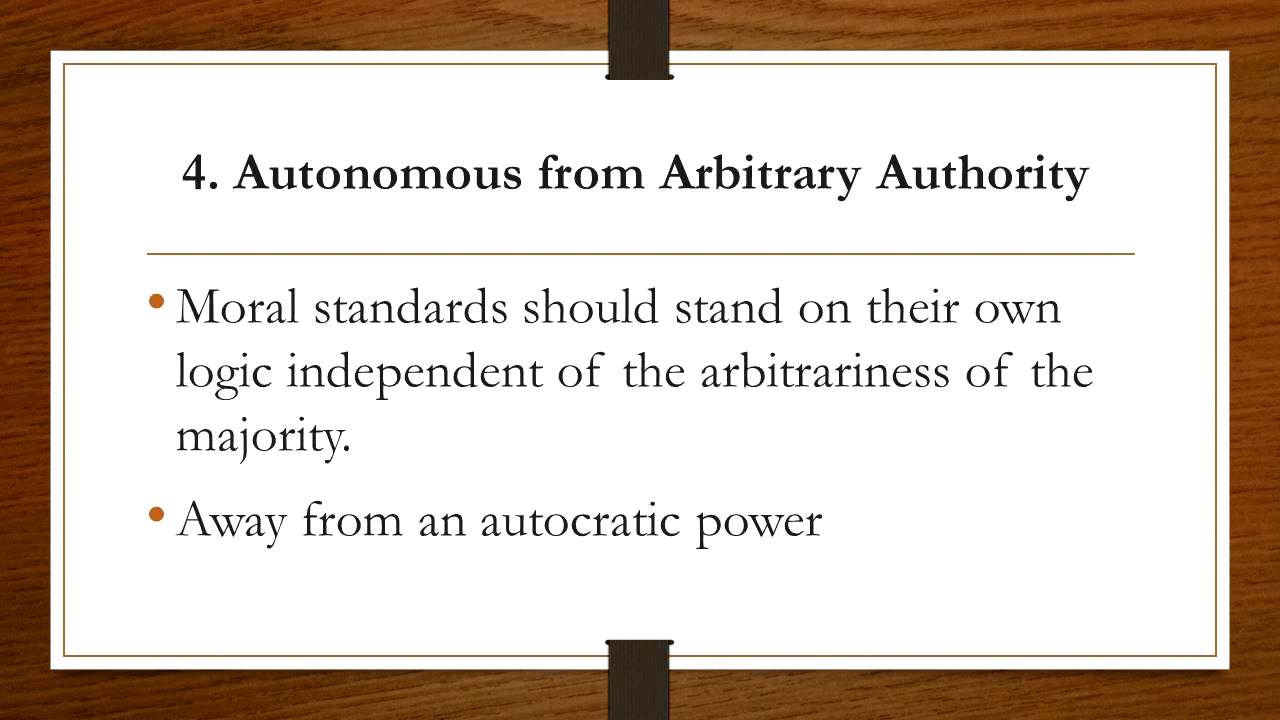 4. Autonomous from Arbitrary Authority
• Moral standards should stand on their own
logic independent of the arbitrariness of the
majority.
• Away from an autocratic power